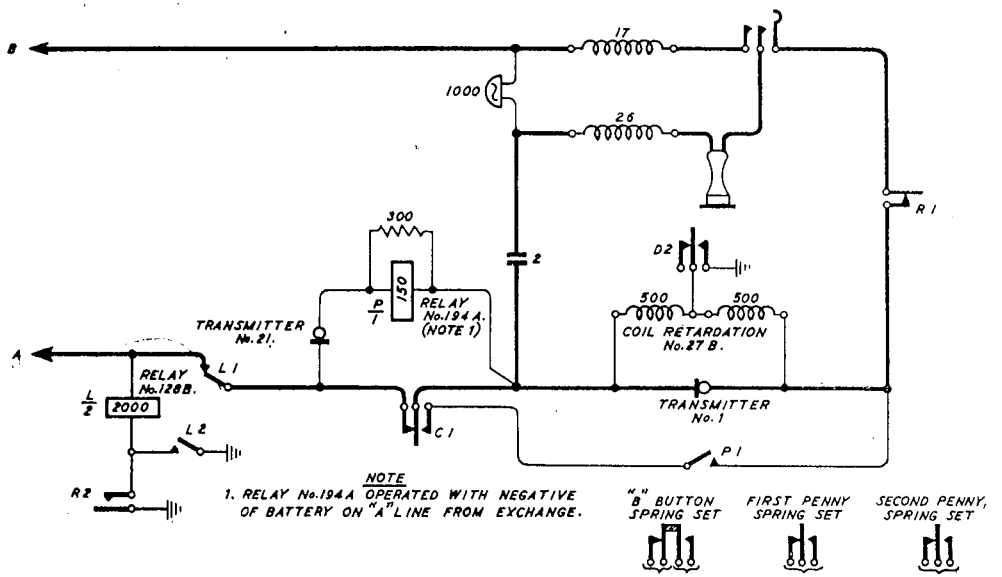 B
17
1000
26
R1
300
D2
2
P/1
150
RELAY
No.194A.
(NOTE 1)
500
500
TRANSMITTER
No.21.
COIL RETARDATION
No.27 B.
A
RELAY
No.128B.
L1
L/2
2000
TRANSMITTER
No.1
C1
L2
P1
R2
NOTE
1. RELAY No.194A OPERATED WITH NEGATIVE
OF BATTERY ON "A" LINE FROM EXCHANGE.
"B" BUTTON
SPRING SET
FIRST PENNY
SPRING SET
SECOND PENNY,
SPRING SET